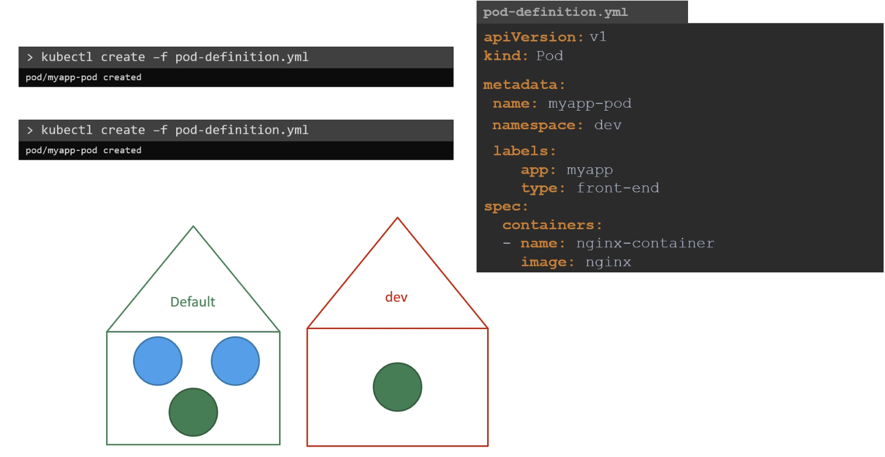 > kubectl create –f pod-definition.yml
pod/myapp-pod created
> kubectl create –f pod-definition.yml
pod/myapp-pod created
pod-definition.yml
apiVersion: v1
kind: Pod
metadata:
name: myapp-pod
namespace: dev
labels:
app: myapp
type: front-end
spec:
containers:
- name: nginx-container
image: nginx
Default
dev